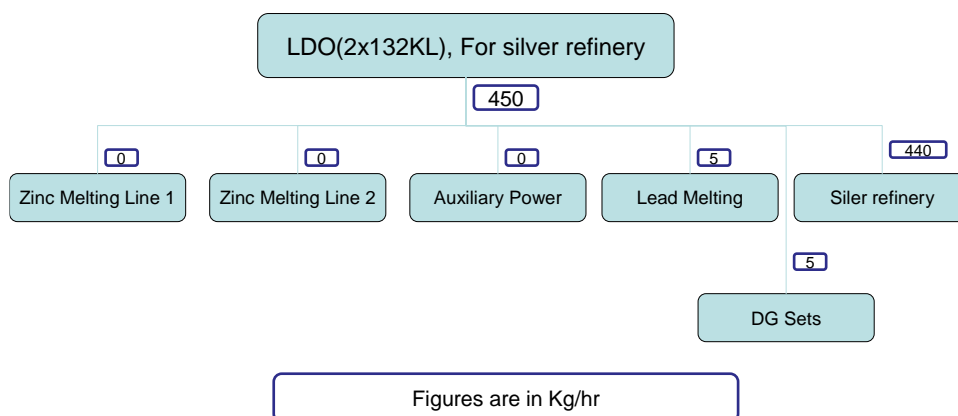 LDO(2x132KL), For silver refinery
450
0
0
0
5
440
Zinc Melting Line 1
Zinc Melting Line 2
Auxiliary Power
Lead Melting
Siler refinery
5
DG Sets
Figures are in Kg/hr